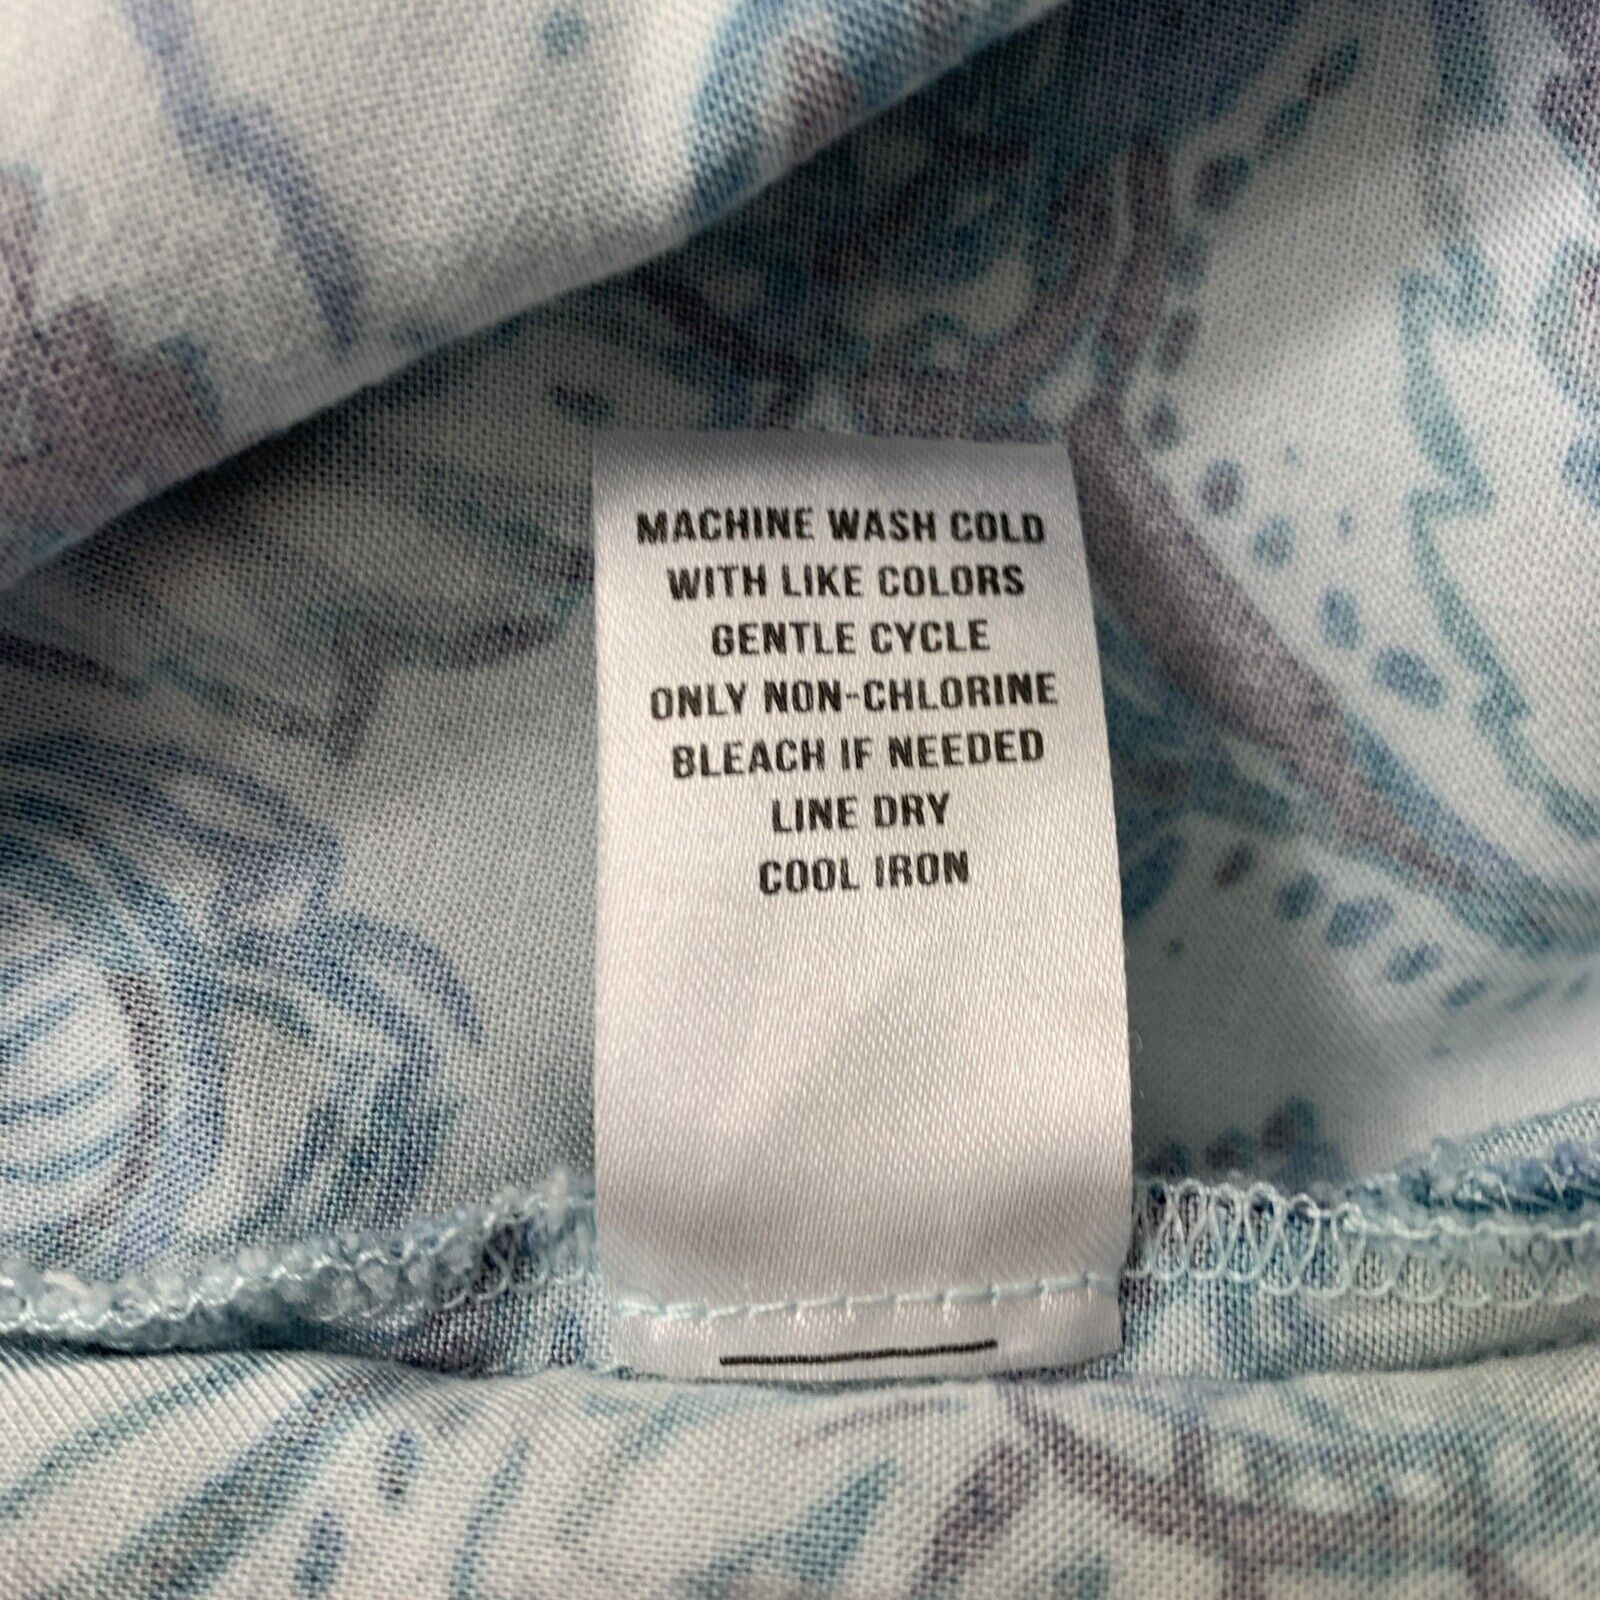 MACHINE WASH COLD
WITH LIKE COLORS
GENTLE CYCLE
ONLY NON-CHLORINE
BLEACH IF NEEDED
LINE DRY
COOL IRON